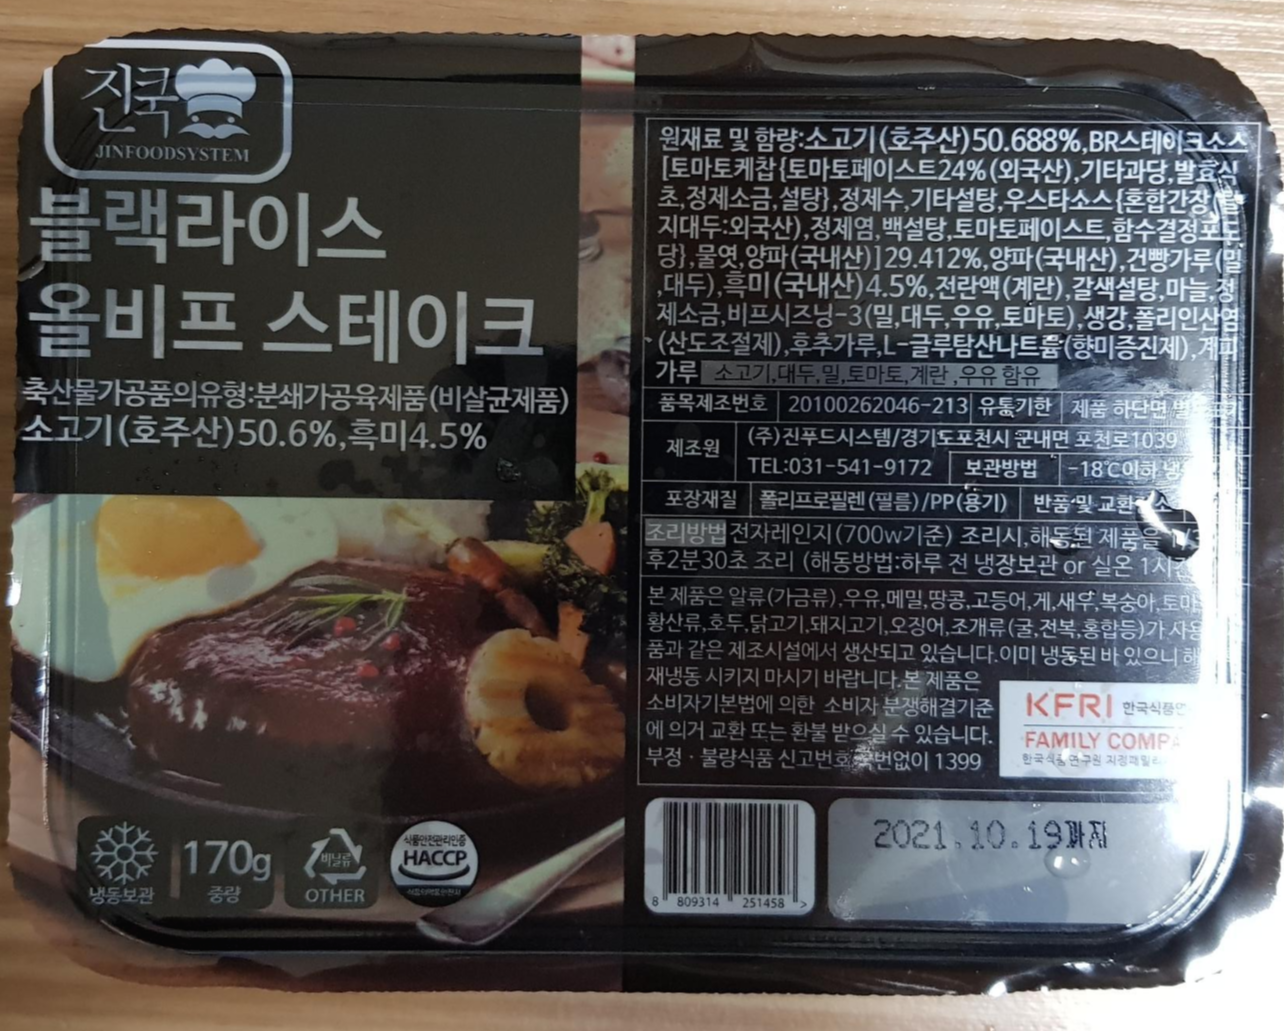 진쿡
JINFOODSYSTEM
블랙라이스
올비프 스테이크
축산물가공품의유형:분쇄가공육제품(비살균제품)
소고기(호주산)50.6%,흑미4.5%
냉동보관
170g
중량
비닐류
OTHER
식품안전관리인증
HACCP
원재료 및 함량:소고기(호주산)50.688%,BR스테이크소스
[토마토케찹{토마토페이스트24%(외국산),기타과당,발효식
초,정제소금,설탕},정제수,기타설탕,우스타소스{혼합간장(탈
지대두:외국산),정제염,백설탕,토마토페이스트,함수결정포도
당},물엿,양파(국내산)]29.412%,양파(국내산),건빵가루(밀
,대두),흑미(국내산)4.5%,전란액(계란),갈색설탕,마늘,정
제소금,비프시즈닝-3(밀,대두,우유,토마토),생강,폴리인산염
(산도조절제),후추가루,L-글루탐산나트륨(향미증진제),계피
가루 소고기,대두,밀,토마토,계란,우유 함유
품목제조번호 20100262046-213 유통기한 제품 하단면
제조원 (주)진푸드시스템/경기도포천시 군내면 포천로1039
TEL:031-541-9172 보관방법 -18℃이하
포장재질 폴리프로필렌(필름)/PP(용기) 반품 및 교환
조리방법 전자레인지(700w기준) 조리시,해동된 제품을
후2분30초 조리 (해동방법:하루 전 냉장보관 or 실온 1시간
본 제품은 알류(가금류),우유,메밀,땅콩,고등어,게,새우,복숭아,토마
황산류,호두,닭고기,돼지고기,오징어,조개류(굴,전복,홍합등)가 사용
품과 같은 제조시설에서 생산되고 있습니다.이미 냉동된 바 있으니 해
재냉동 시키지 마시기 바랍니다.본 제품은
소비자기본법에 의한 소비자 분쟁해결기준
에 의거 교환 또는 환불 받으실 수 있습니다.
부정 · 불량식품 신고번호 국번없이 1399
KFRI 한국식품연
FAMILY COMPA
한국식품연구원 지정패밀리
8 809314 251458 >
2021.10.19까지